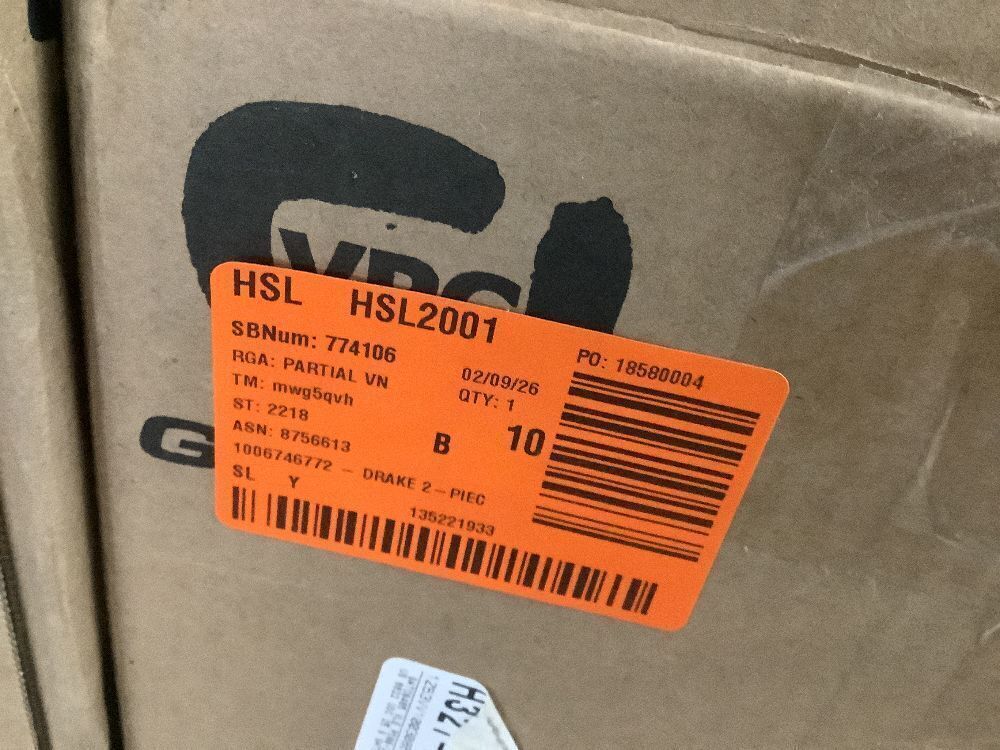 HSL HSL2001
SBNum: 774106
RGA: PARTIAL VN
TM: mwg5qvh
ST: 2218
ASN: 8756613
1006746772 - DRAKE 2-PIEC
SL Y
02/09/26
QTY: 1
B 10
PO: 18580004
135221933
G